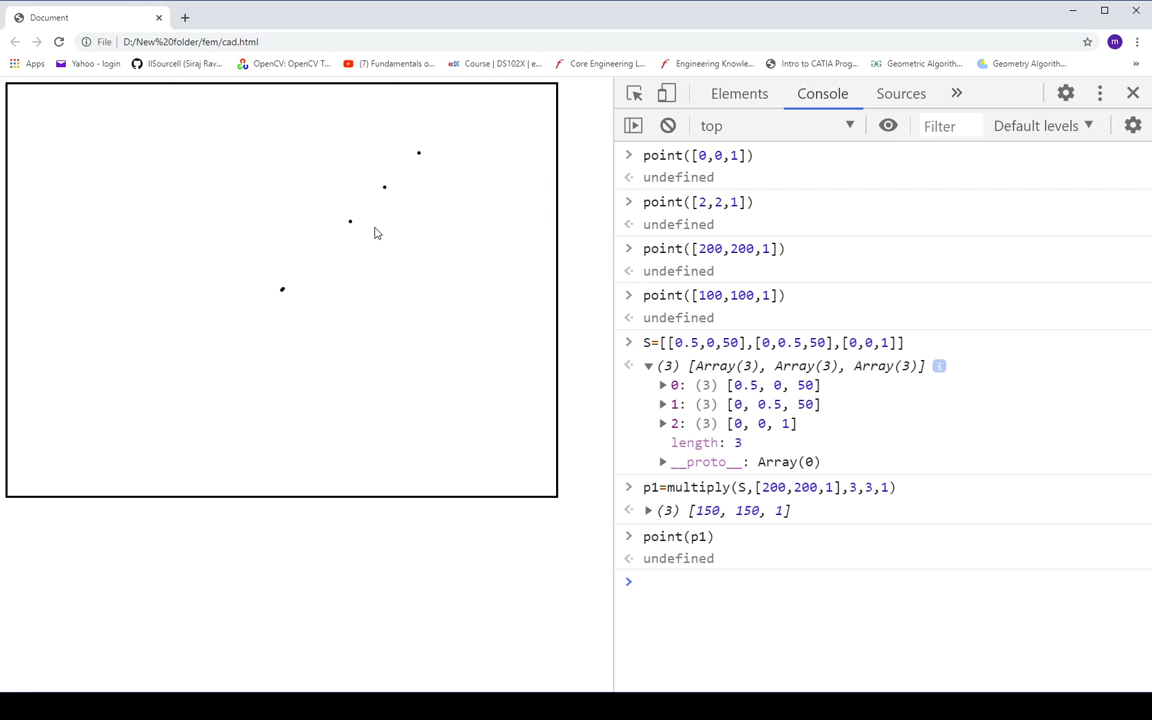 Document
File D:/New%20folder/fem/cad.html m
Apps Yahoo - login IISourcell (Siraj Rav... OpenCV: OpenCV T... (7) Fundamentals o... edX Course | DS102X | e... Core Engineering L... Engineering Knowle... Intro to CATIA Prog... Geometric Algorith... Geometry Algorith... »
Elements Console Sources »
top Filter Default levels
> point([0,0,1])
undefined
> point([2,2,1])
undefined
> point([200,200,1])
undefined
> point([100,100,1])
undefined
> S=[[0.5,0,50],[0,0.5,50],[0,0,1]]
(3) [Array(3), Array(3), Array(3)] i
0: (3) [0.5, 0, 50]
1: (3) [0, 0.5, 50]
2: (3) [0, 0, 1]
length: 3
__proto__: Array(0)
> p1=multiply(S,[200,200,1],3,3,1)
(3) [150, 150, 1]
> point(p1)
undefined
>